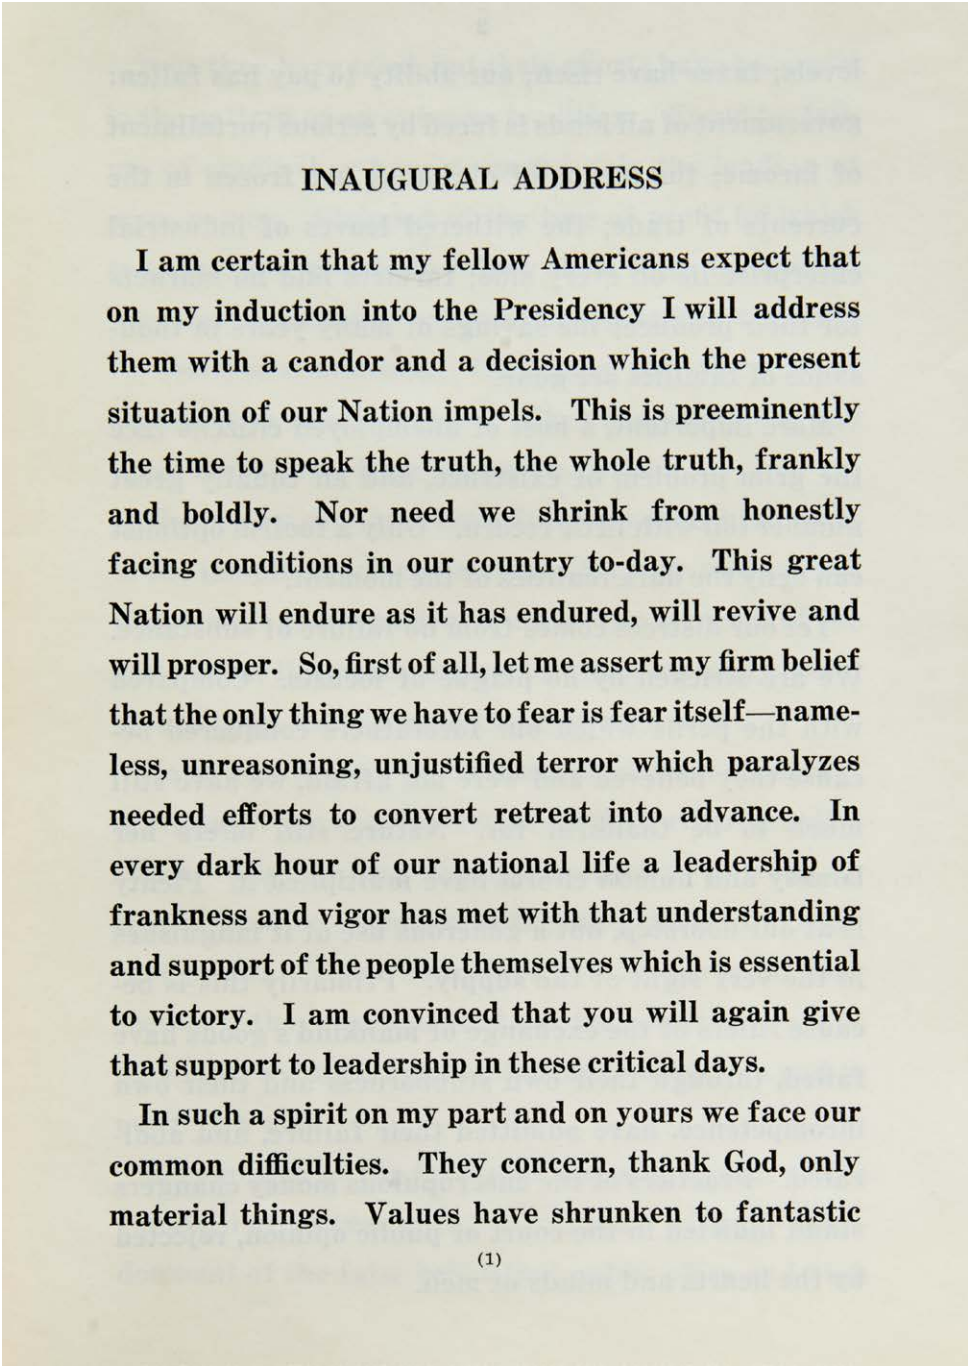 INAUGURAL ADDRESS
I am certain that my fellow Americans expect that
on my induction into the Presidency I will address
them with a candor and a decision which the present
situation of our Nation impels. This is preeminently
the time to speak the truth, the whole truth, frankly
and boldly. Nor need we shrink from honestly
facing conditions in our country to-day. This great
Nation will endure as it has endured, will revive and
will prosper. So, first of all, let me assert my firm belief
that the only thing we have to fear is fear itself—name-
less, unreasoning, unjustified terror which paralyzes
needed efforts to convert retreat into advance. In
every dark hour of our national life a leadership of
frankness and vigor has met with that understanding
and support of the people themselves which is essential
to victory. I am convinced that you will again give
that support to leadership in these critical days.
In such a spirit on my part and on yours we face our
common difficulties. They concern, thank God, only
material things. Values have shrunken to fantastic
(1)